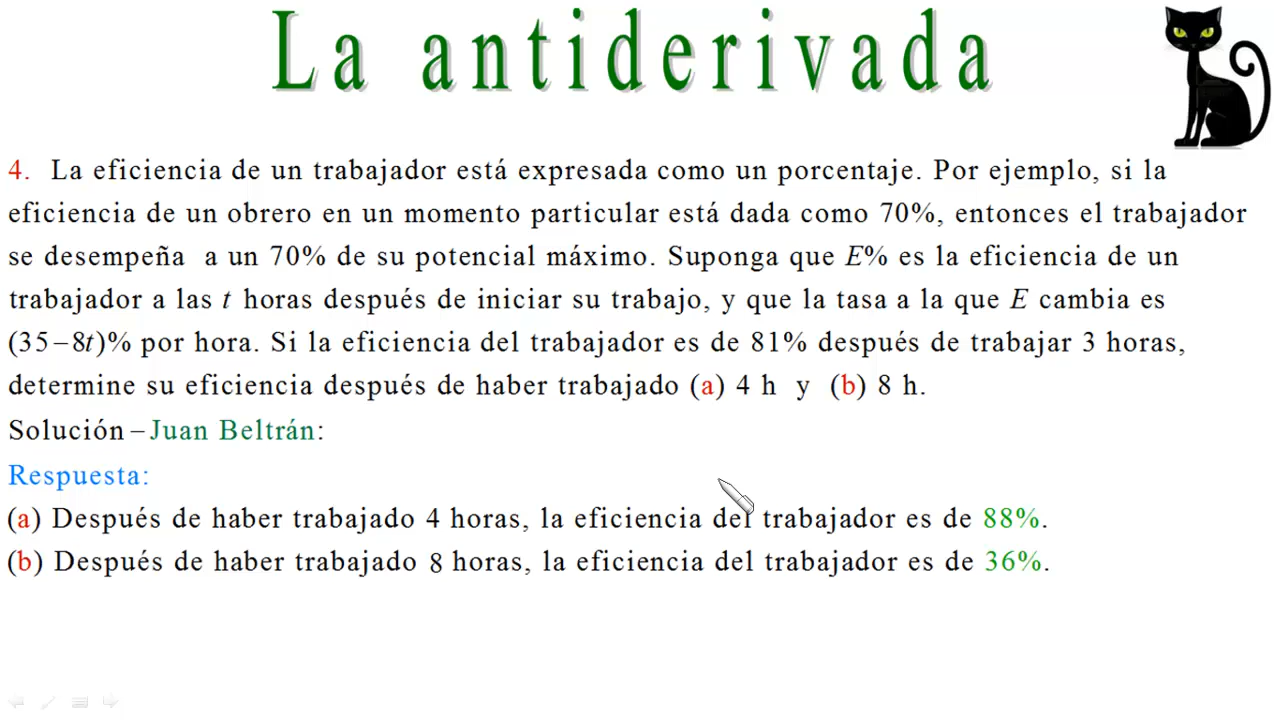 La antiderivada
4. La eficiencia de un trabajador está expresada como un porcentaje. Por ejemplo, si la
eficiencia de un obrero en un momento particular está dada como 70%, entonces el trabajador
se desempeña a un 70% de su potencial máximo. Suponga que E% es la eficiencia de un
trabajador a las t horas después de iniciar su trabajo, y que la tasa a la que E cambia es
(35–8t)% por hora. Si la eficiencia del trabajador es de 81% después de trabajar 3 horas,
determine su eficiencia después de haber trabajado (a) 4 h y (b) 8 h.
Solución – Juan Beltrán:
Respuesta:
(a) Después de haber trabajado 4 horas, la eficiencia del trabajador es de 88%.
(b) Después de haber trabajado 8 horas, la eficiencia del trabajador es de 36%.